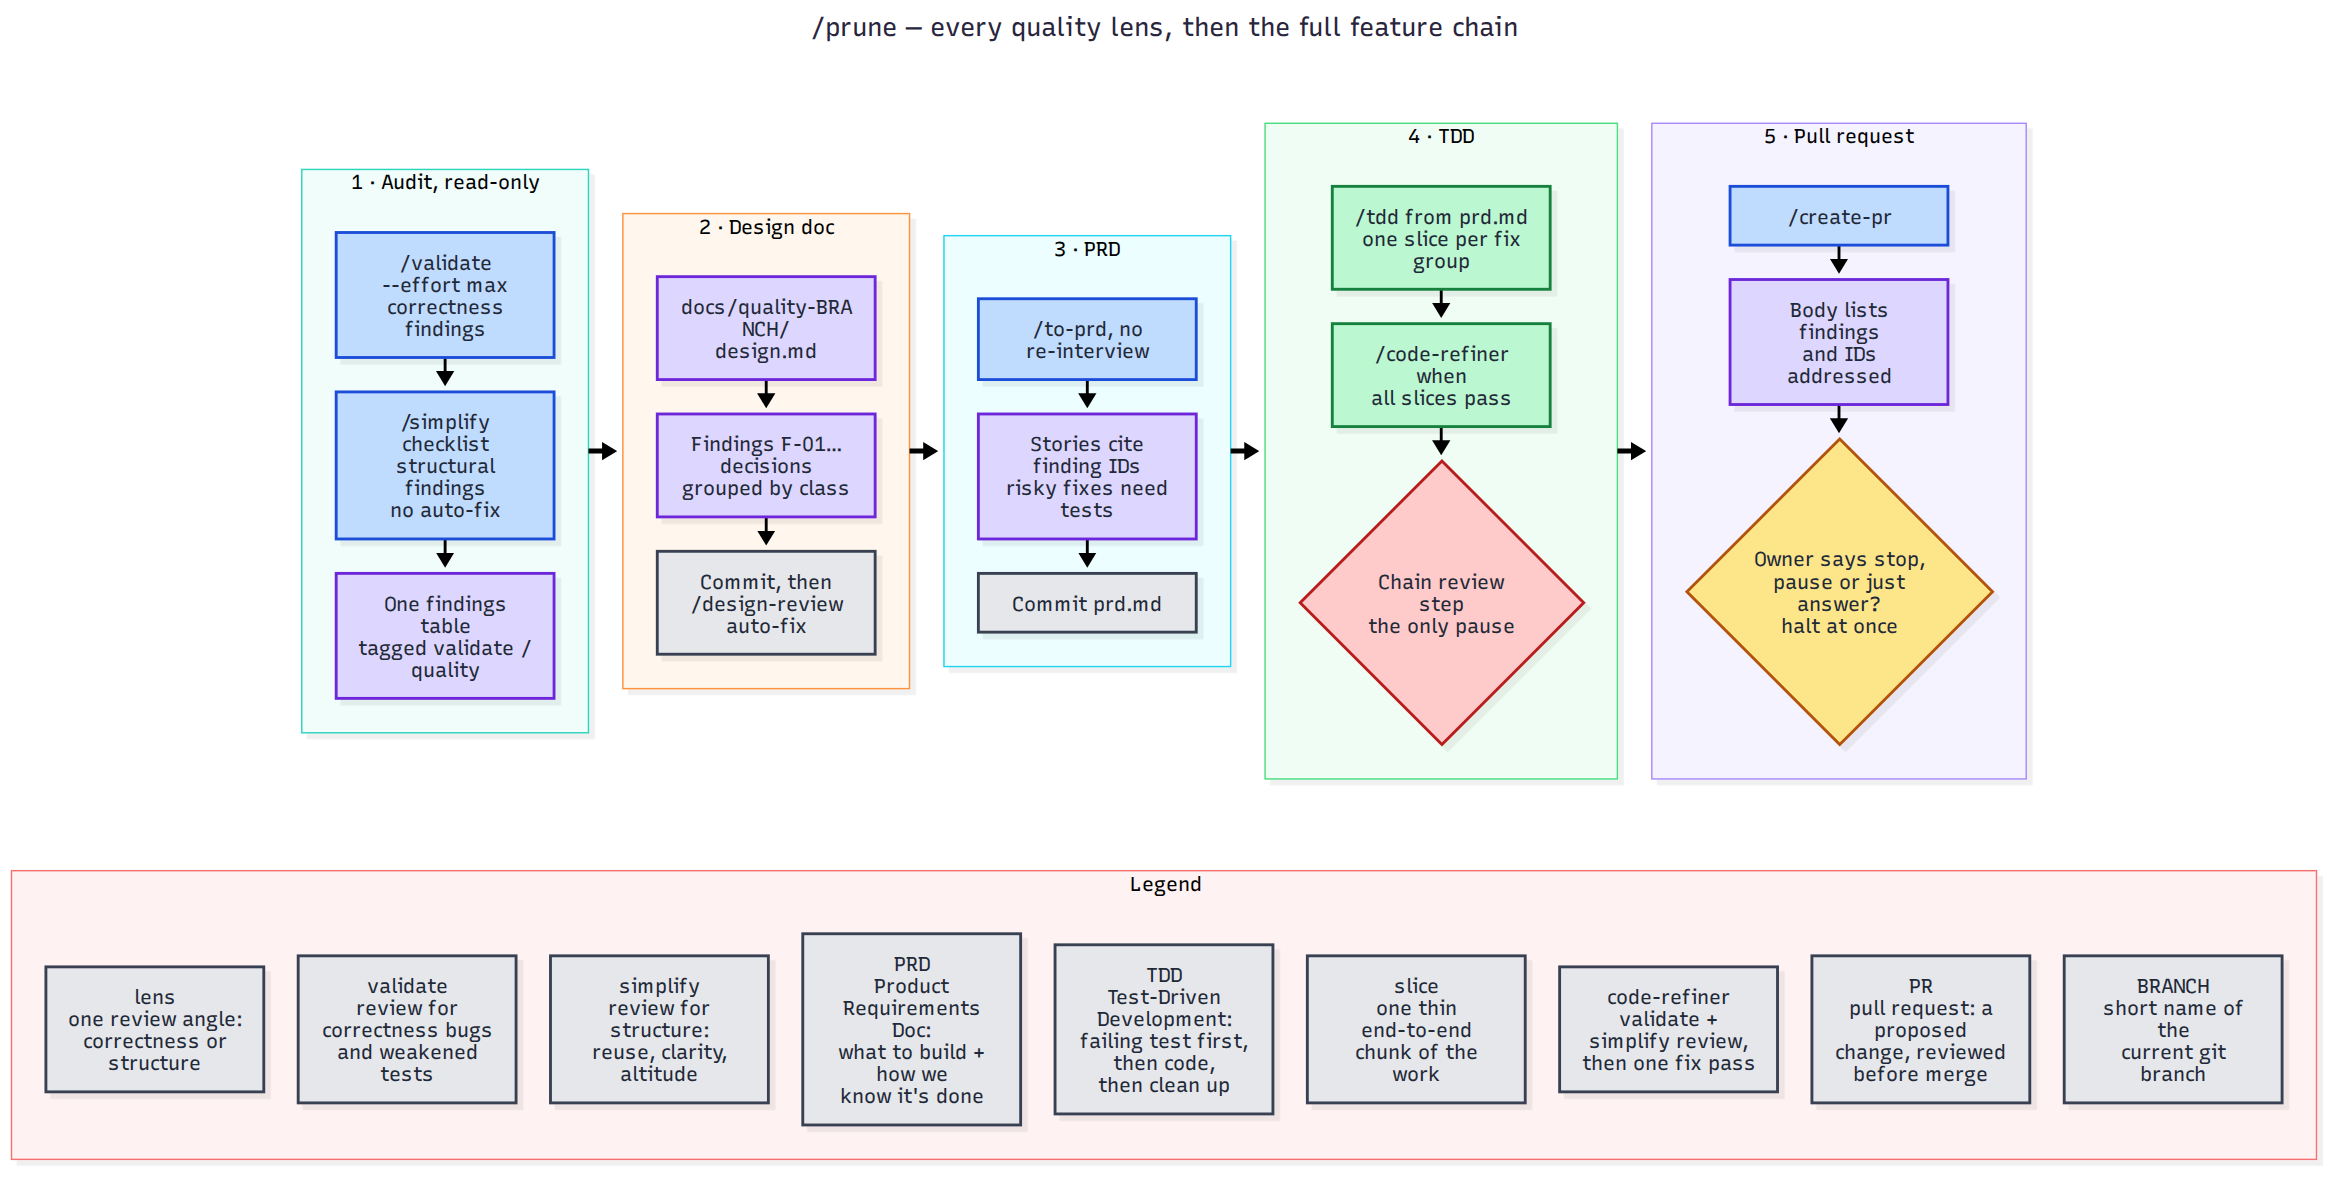 /prune — every quality lens, then the full feature chain
1 · Audit, read-only
/validate
--effort max
correctness
findings
/simplify
checklist
structural
findings
no auto-fix
One findings
table
tagged validate /
quality
2 · Design doc
docs/quality-BRA
NCH/
design.md
Findings F-01...
decisions
grouped by class
Commit, then
/design-review
auto-fix
3 · PRD
/to-prd, no
re-interview
Stories cite
finding IDs
risky fixes need
tests
Commit prd.md
4 · TDD
/tdd from prd.md
one slice per fix
group
/code-refiner
when
all slices pass
Chain review
step
the only pause
5 · Pull request
/create-pr
Body lists
findings
and IDs
addressed
Owner says stop,
pause or just
answer?
halt at once
Legend
lens
one review angle:
correctness or
structure
validate
review for
correctness bugs
and weakened
tests
simplify
review for
structure:
reuse, clarity,
altitude
PRD
Product
Requirements
Doc:
what to build +
how we
know it's done
TDD
Test-Driven
Development:
failing test first,
then code,
then clean up
slice
one thin
end-to-end
chunk of the
work
code-refiner
validate +
simplify review,
then one fix pass
PR
pull request: a
proposed
change, reviewed
before merge
BRANCH
short name of
the
current git
branch